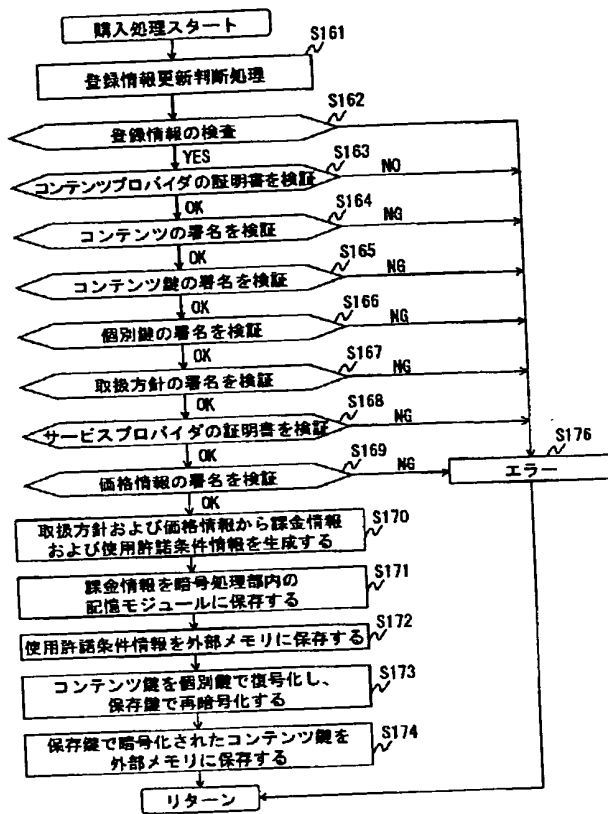 購入処理スタート
S161
登録情報更新判断処理
S162
登録情報の検査
YES
S163
コンテンツプロバイダの証明書を検証
NO
OK
S164
コンテンツの署名を検証
NG
OK
S165
コンテンツ鍵の署名を検証
NG
OK
S166
個別鍵の署名を検証
NG
OK
S167
取扱方針の署名を検証
NG
OK
S168
サービスプロバイダの証明書を検証
NG
OK
S169
価格情報の署名を検証
NG
S176
エラー
OK
S170
取扱方針および価格情報から課金情報
および使用許諾条件情報を生成する
S171
課金情報を暗号処理部内の
記憶モジュールに保存する
S172
使用許諾条件情報を外部メモリに保存する
S173
コンテンツ鍵を個別鍵で復号化し、
保存鍵で再暗号化する
S174
保存鍵で暗号化されたコンテンツ鍵を
外部メモリに保存する
リターン